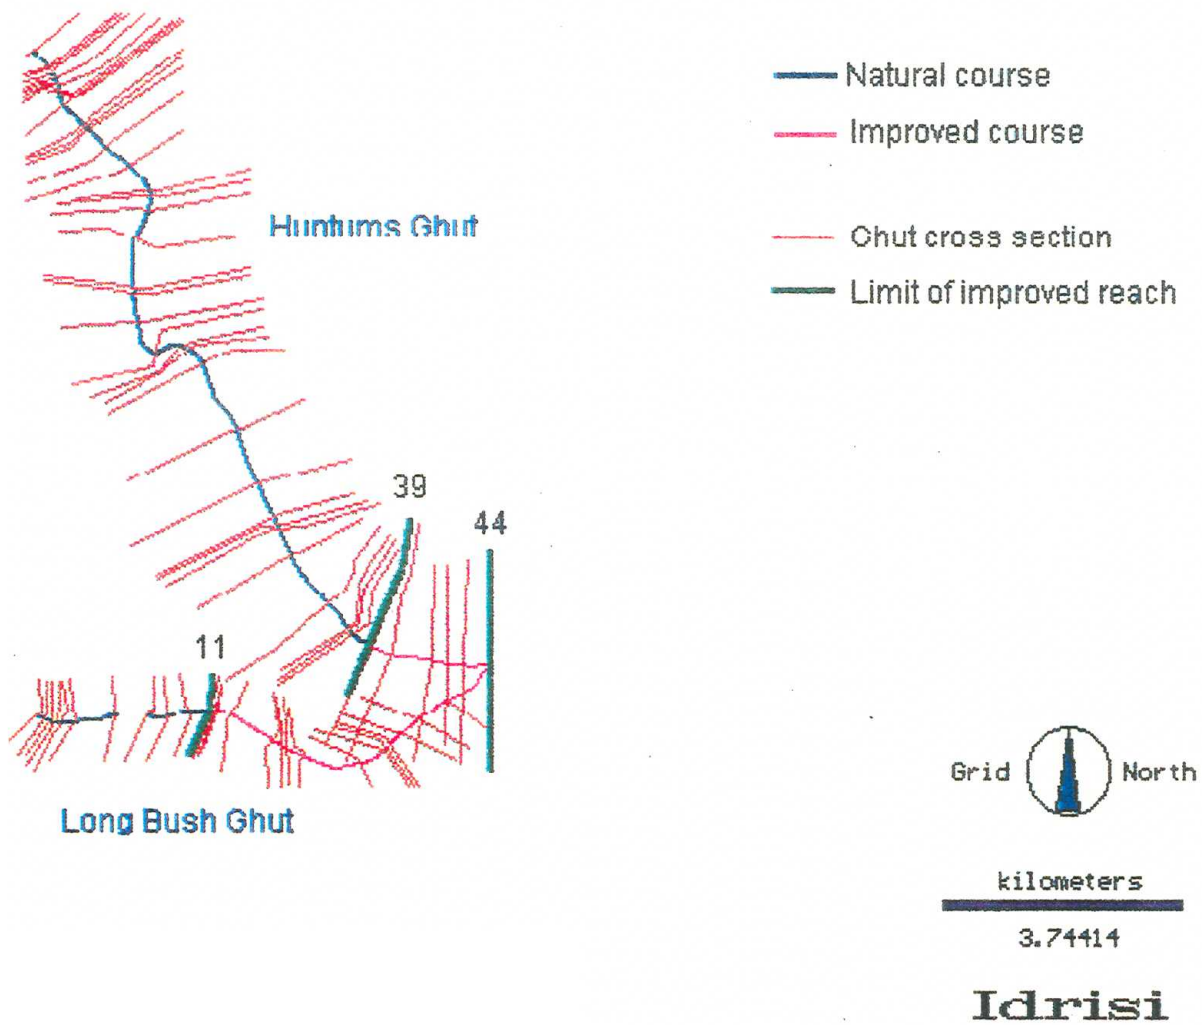 Natural course
Improved course
Huntums Ghut
Ghut cross section
Limit of improved reach
39
44
11
Grid North
Long Bush Ghut
kilometers
3.74414
Idrisi